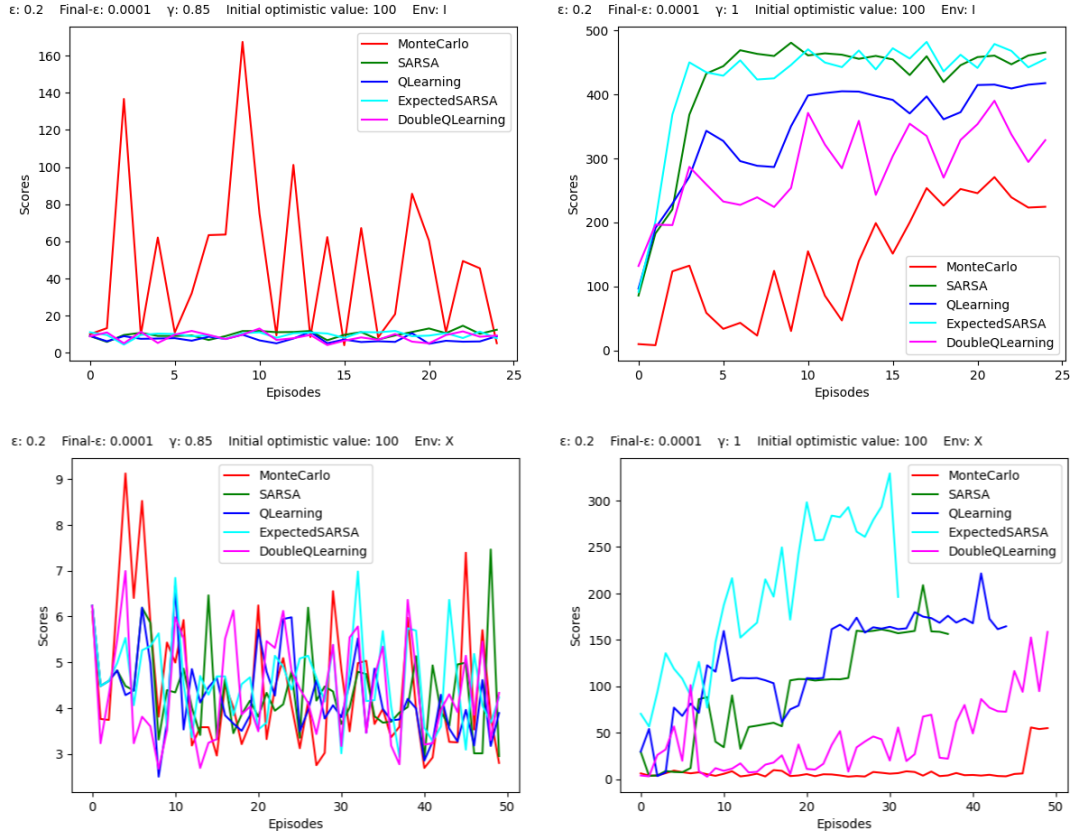 ε: 0.2 Final-ε: 0.0001 γ: 0.85 Initial optimistic value: 100 Env: I
160
140
120
100
80
60
40
20
0
Scores
MonteCarlo
SARSA
QLearning
ExpectedSARSA
DoubleQLearning
0 5 10 15 20 25
Episodes
ε: 0.2 Final-ε: 0.0001 γ: 1 Initial optimistic value: 100 Env: I
500
400
300
200
100
0
Scores
MonteCarlo
SARSA
QLearning
ExpectedSARSA
DoubleQLearning
0 5 10 15 20 25
Episodes
ε: 0.2 Final-ε: 0.0001 γ: 0.85 Initial optimistic value: 100 Env: X
9
8
7
6
5
4
3
Scores
MonteCarlo
SARSA
QLearning
ExpectedSARSA
DoubleQLearning
0 10 20 30 40 50
Episodes
ε: 0.2 Final-ε: 0.0001 γ: 1 Initial optimistic value: 100 Env: X
300
250
200
150
100
50
0
Scores
MonteCarlo
SARSA
QLearning
ExpectedSARSA
DoubleQLearning
0 10 20 30 40 50
Episodes